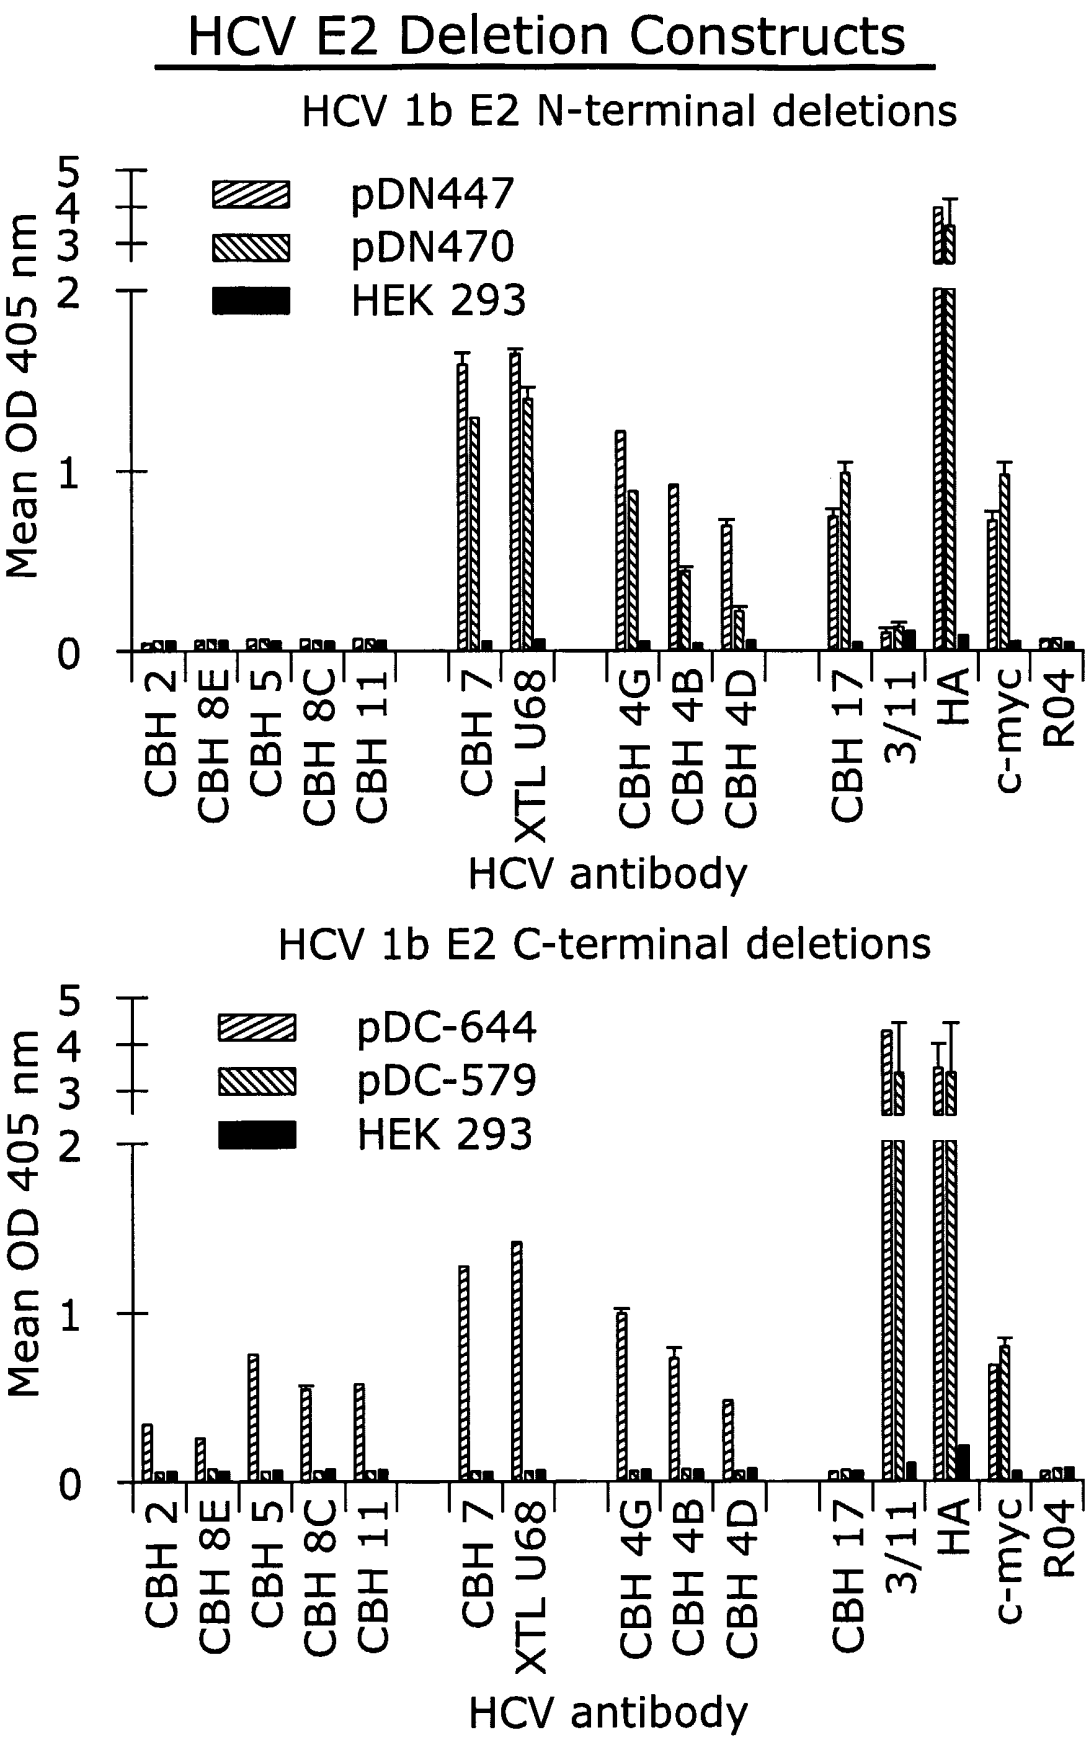 HCV E2 Deletion Constructs
HCV 1b E2 N-terminal deletions
Mean OD 405 nm
5
4
3
2
1
0
pDN447
pDN470
HEK 293
CBH 2
CBH 8E
CBH 5
CBH 8C
CBH 11
CBH 7
XTL U68
CBH 4G
CBH 4B
CBH 4D
CBH 17
3/11
HA
c-myc
R04
HCV antibody
HCV 1b E2 C-terminal deletions
Mean OD 405 nm
5
4
3
2
1
0
pDC-644
pDC-579
HEK 293
CBH 2
CBH 8E
CBH 5
CBH 8C
CBH 11
CBH 7
XTL U68
CBH 4G
CBH 4B
CBH 4D
CBH 17
3/11
HA
c-myc
R04
HCV antibody